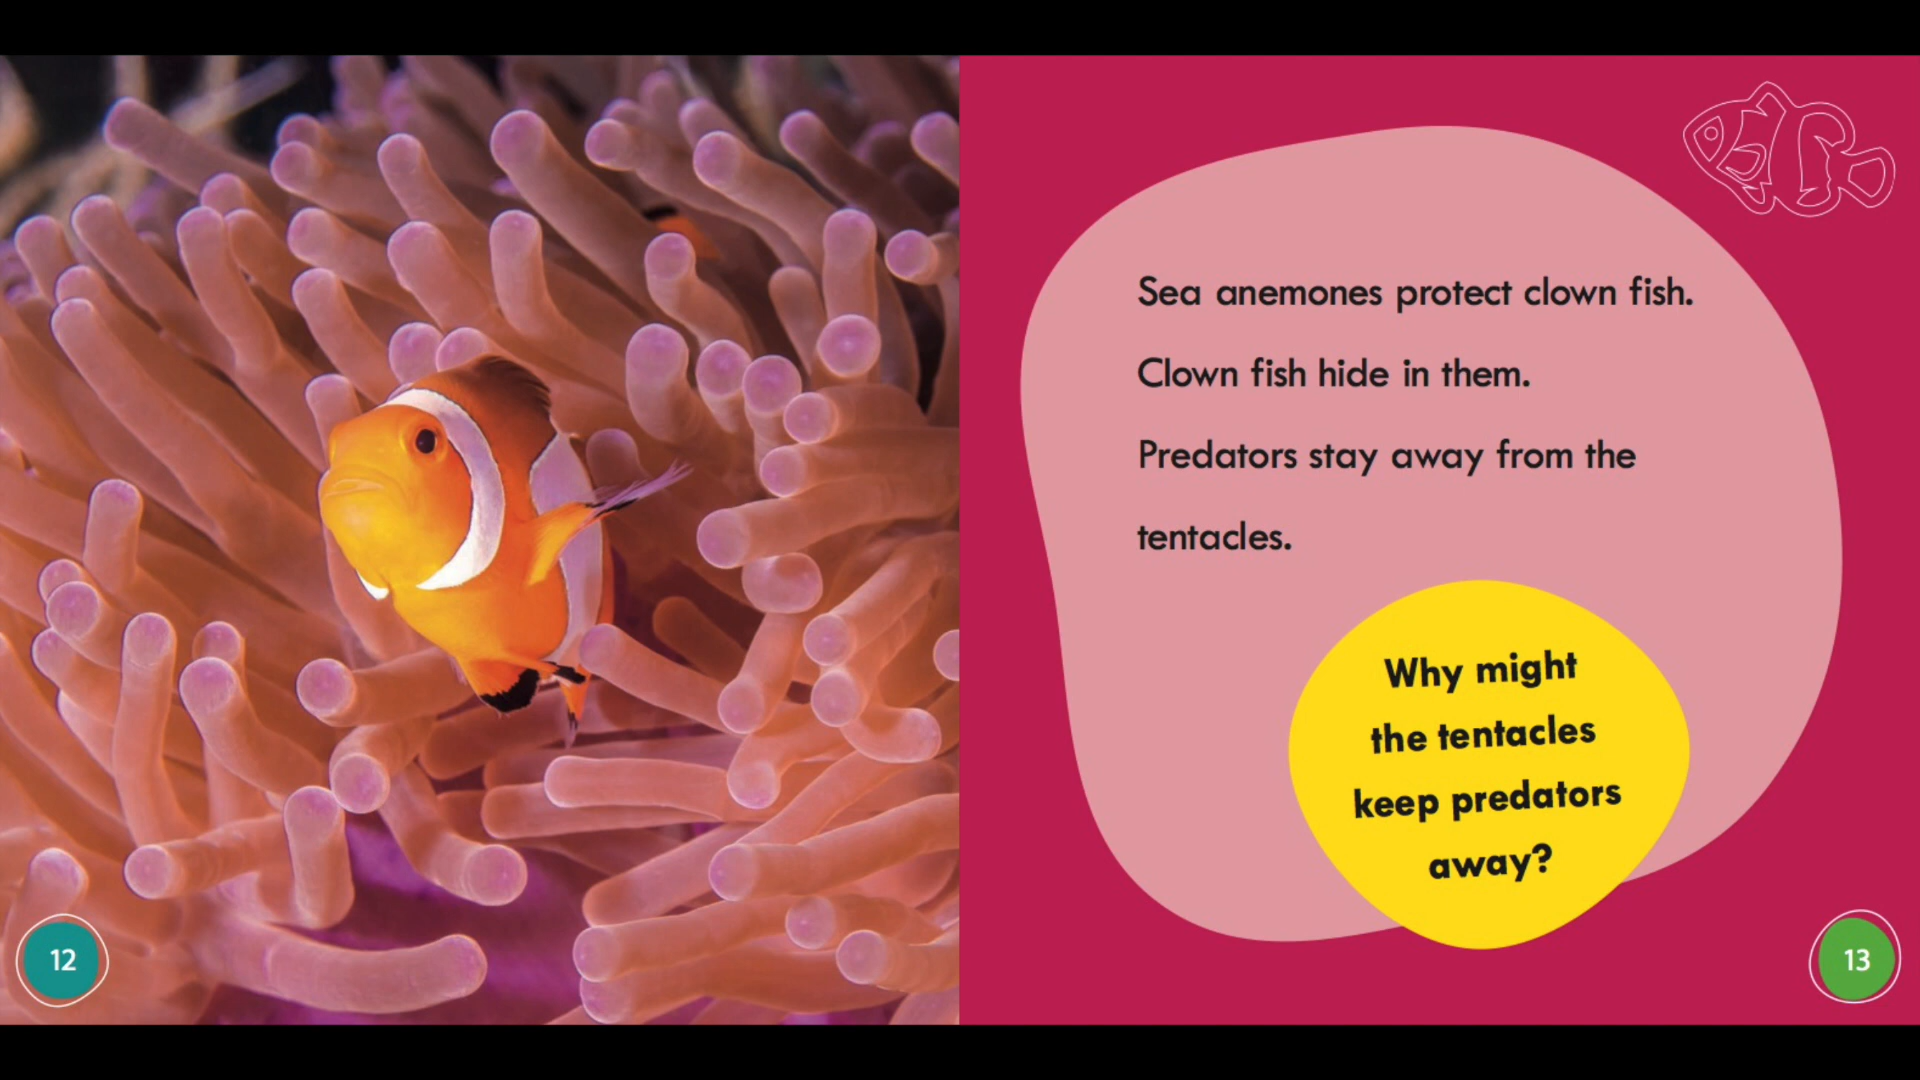 Sea anemones protect clown fish.
Clown fish hide in them.
Predators stay away from the
tentacles.
Why might
the tentacles
keep predators
away?
12
13